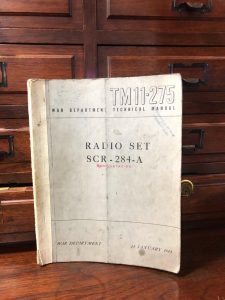 TM 11-275
WAR DEPARTMENT TECHNICAL MANUAL
RADIO SET
SCR-284-A
WAR DEPARTMENT
JANUARY